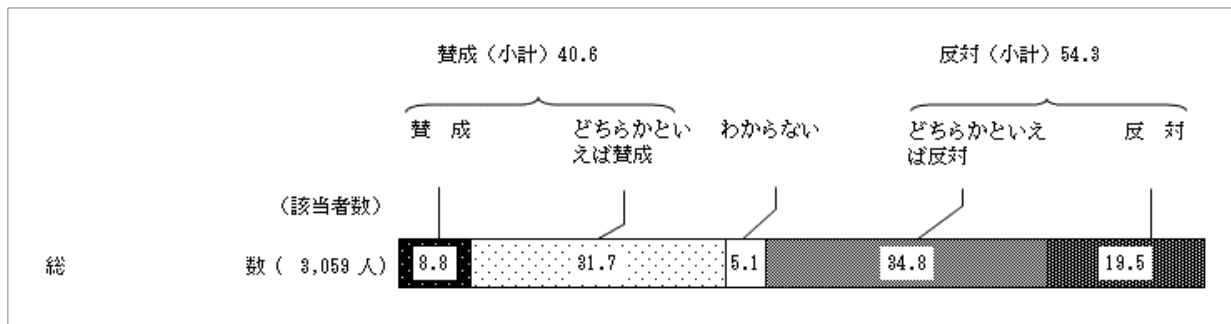 賛成（小計）40.6 反対（小計）54.3
賛　成 どちらかとい わからない どちらかといえ 反　対
えば賛成 ば反対
（該当者数）
総 数 ( 3,059 人) 8.8 31.7 5.1 34.8 19.5